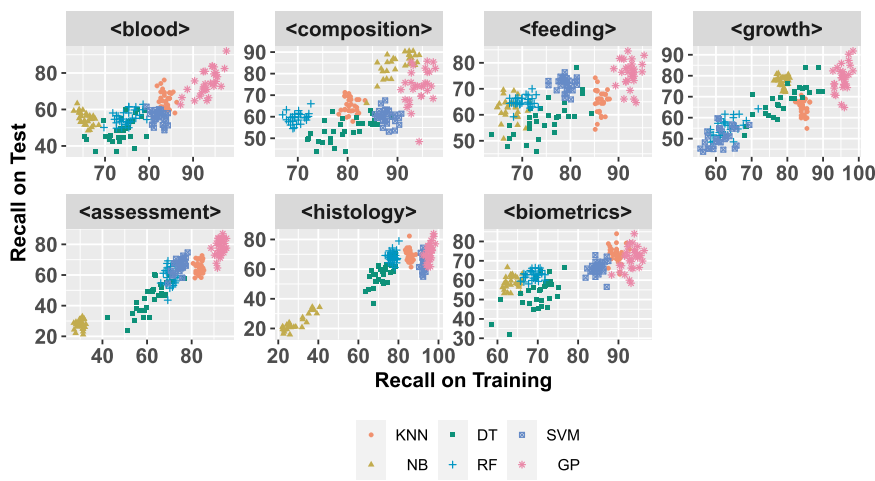 <blood> <composition> <feeding> <growth>
80 60 40
90 80 70 60 50
80 70 60 50
90 80 70 60 50
70 80 90
70 80 90
70 80 90
60 70 80 90 100
<assessment> <histology> <biometrics>
80 60 40 20
80 60 40 20
80 70 60 50 40 30
40 60 80
20 40 60 80 100
60 70 80 90
Recall on Test
Recall on Training
KNN DT SVM
NB RF GP